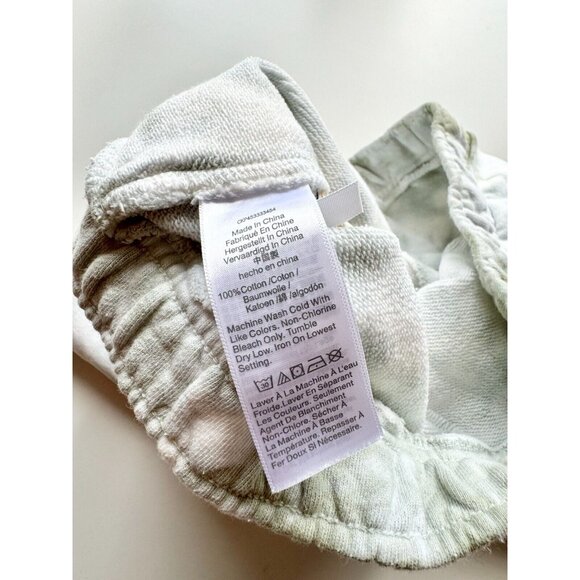 Made In China
Fabriqué En Chine
Hergestellt In China
Vervaardigd In China
中国製
hecho en china
100%Cotton /Coton /
Baumwolle /
Katoen /綿 /algodón
Machine Wash Cold With
Like Colors. Non-Chlorine
Bleach Only. Tumble
Dry Low. Iron On Lowest
Setting.
30
Laver À La Machine À L'eau
Froide.Laver En Séparant
Les Couleurs. Seulement
Agent De Blanchiment
Non-Chlore. Sécher À
La Machine À Basse
Température. Repasser À
Fer Doux Si Nécessaire.